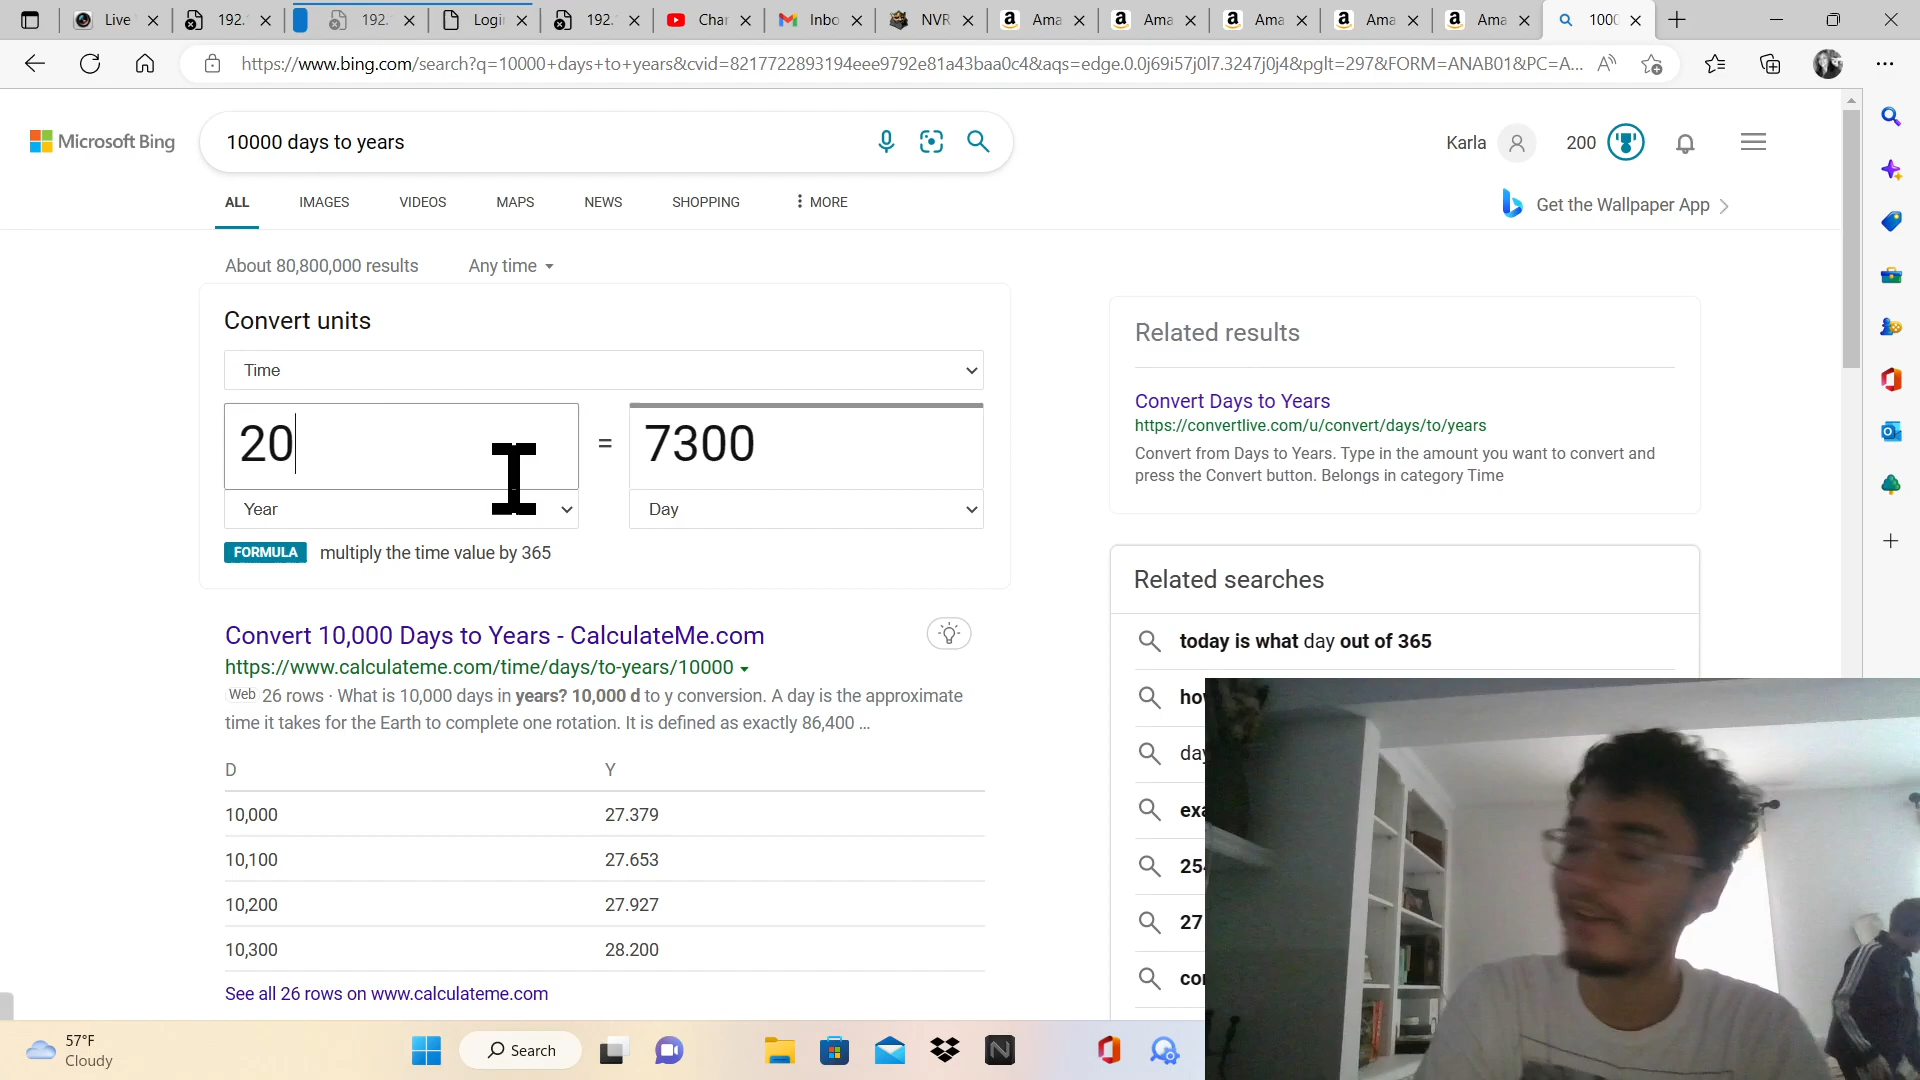 Live
192.
192.
Login
192.
Char
Inbo
NVR
Ama
Ama
Ama
Ama
Ama
https://www.bing.com/search?q=10000+days+to+years&cvid=8217722893194eee9792e81a43baa0c4&aqs=edge.0.0j69i57j0l7.3247j0j4&pglt=297&FORM=ANAB01&PC=A...
Microsoft Bing
10000 days to years
Karla
200
ALL IMAGES VIDEOS MAPS NEWS SHOPPING MORE
Get the Wallpaper App
About 80,800,000 results Any time
Convert units
Time
20 = 7300
Year Day
FORMULA multiply the time value by 365
Convert 10,000 Days to Years - CalculateMe.com
https://www.calculateme.com/time/days/to-years/10000
Web 26 rows · What is 10,000 days in years? 10,000 d to y conversion. A day is the approximate
time it takes for the Earth to complete one rotation. It is defined as exactly 86,400 ...
D Y
10,000 27.379
10,100 27.653
10,200 27.927
10,300 28.200
See all 26 rows on www.calculateme.com
Related results
Convert Days to Years
https://convertlive.com/u/convert/days/to/years
Convert from Days to Years. Type in the amount you want to convert and
press the Convert button. Belongs in category Time
Related searches
today is what day out of 365
57°F
Cloudy
Search